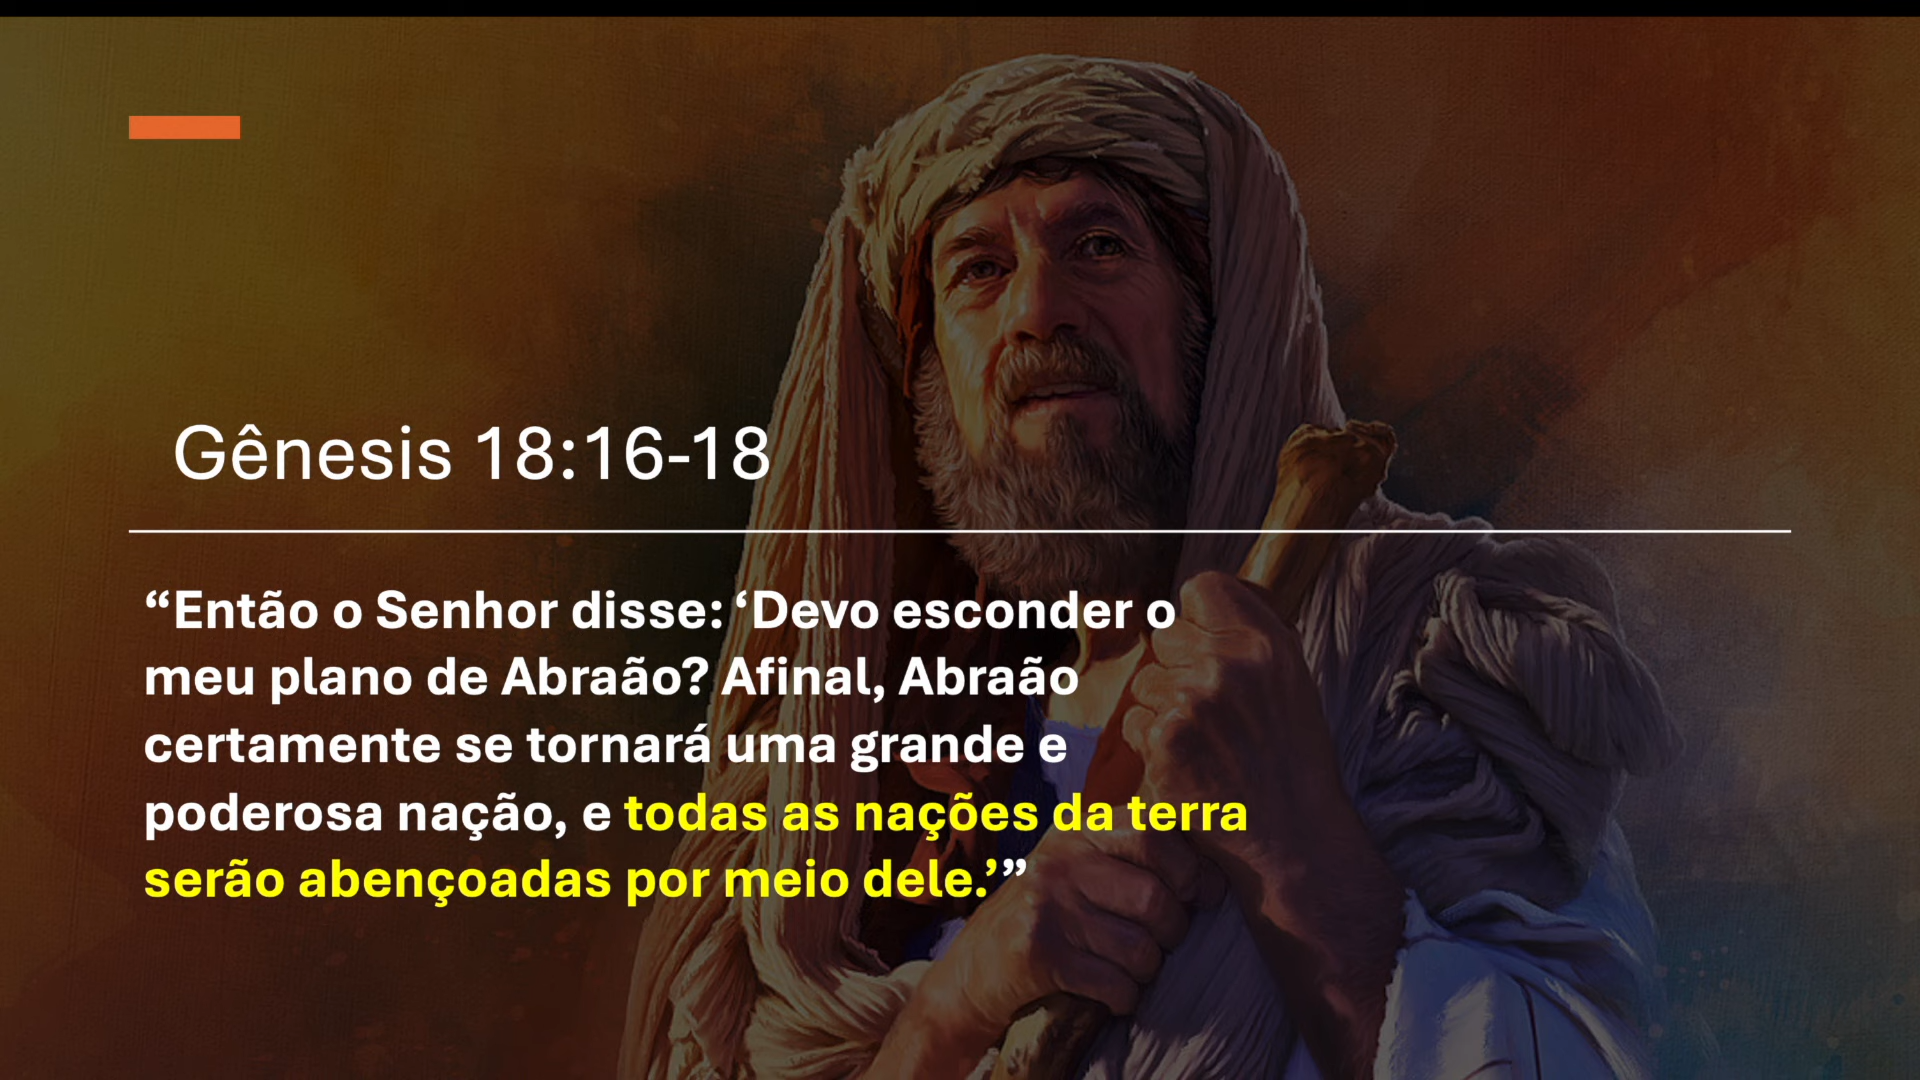 Gênesis 18:16-18
“Então o Senhor disse: ‘Devo esconder o
meu plano de Abraão? Afinal, Abraão
certamente se tornará uma grande e
poderosa nação, e todas as nações da terra
serão abençoadas por meio dele.’”